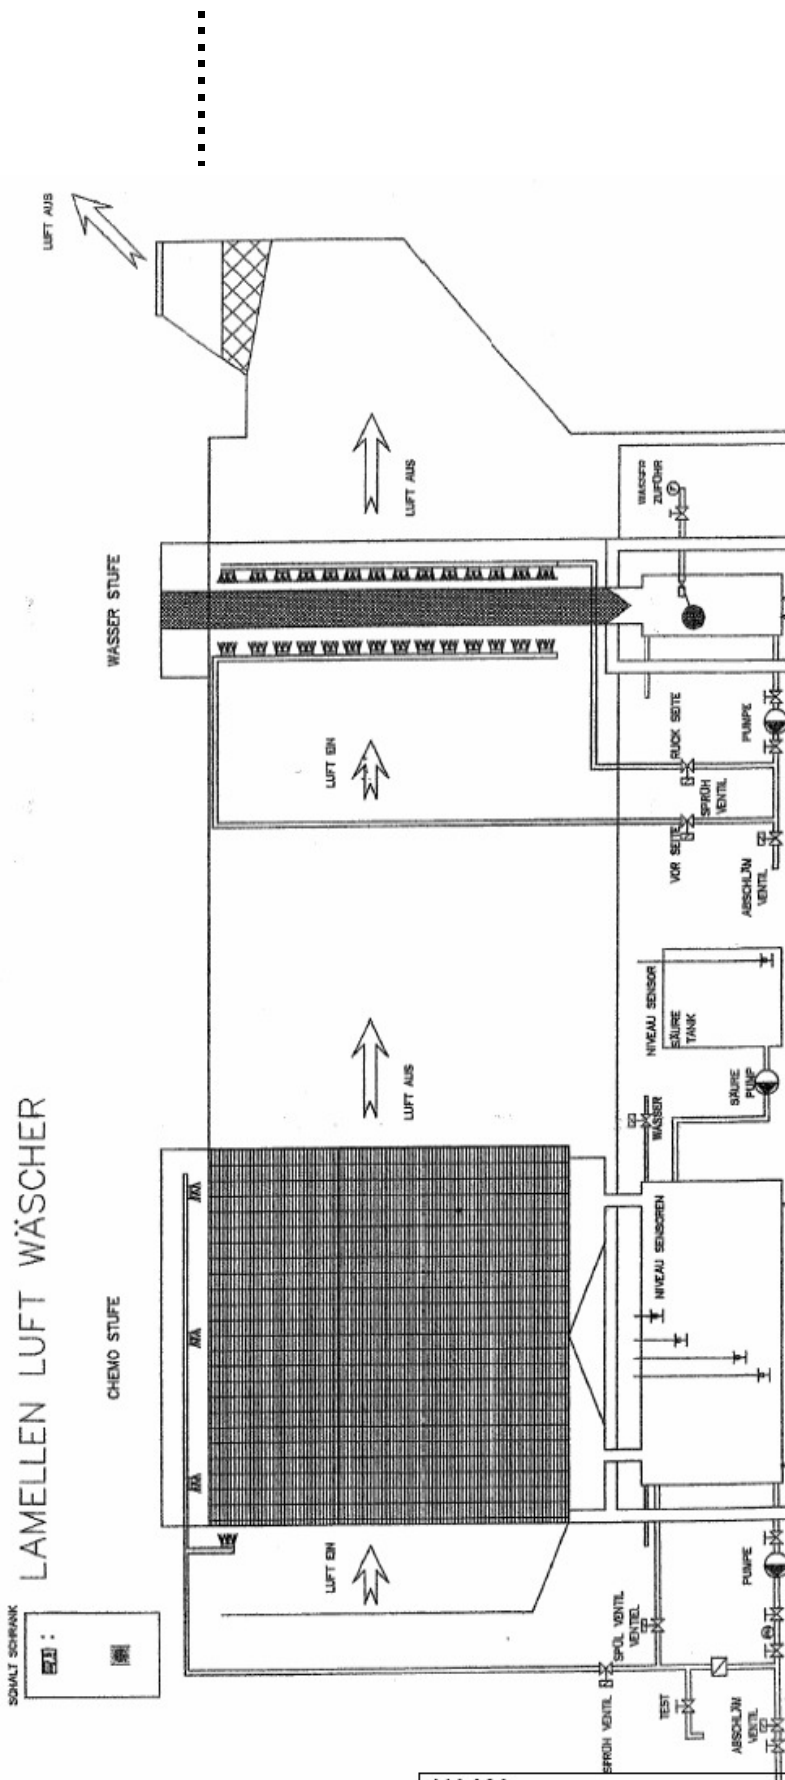 LAMELLEN LUFT WÄSCHER
SCHALT SCHRANK
CHEMO STUFE
WASSER STUFE
LUFT EIN
LUFT AUS
LUFT EIN
LUFT AUS
LUFT AUS
SPRÜH VENTIL
SPÜL VENTIL
VENTIEL
TEST
ABSCHLÄM
VENTIL
PUMPE
NIVEAU SENSOREN
WASSER
SÄURE
PUMP
NIVEAU SENSOR
SÄURE
TANK
VOR SEITE
RUCK SEITE
SPRÜH
VENTIL
ABSCHLÄM
VENTIL
PUMPE
WASSER
ZUFÜHR